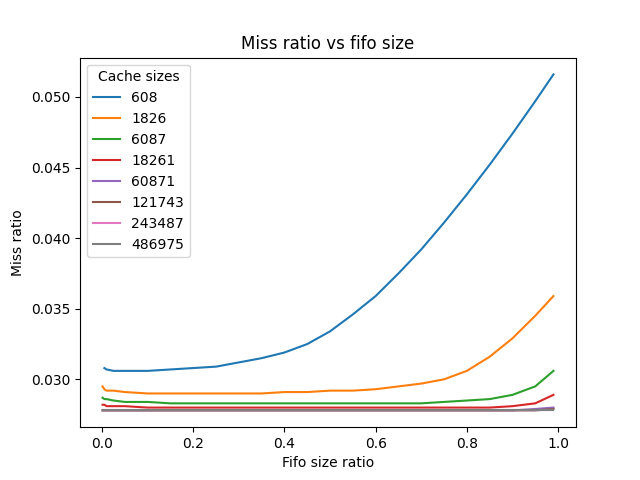 Miss ratio vs fifo size
Cache sizes
608
1826
6087
18261
60871
121743
243487
486975
0.050
0.045
0.040
0.035
0.030
Miss ratio
0.0 0.2 0.4 0.6 0.8 1.0
Fifo size ratio